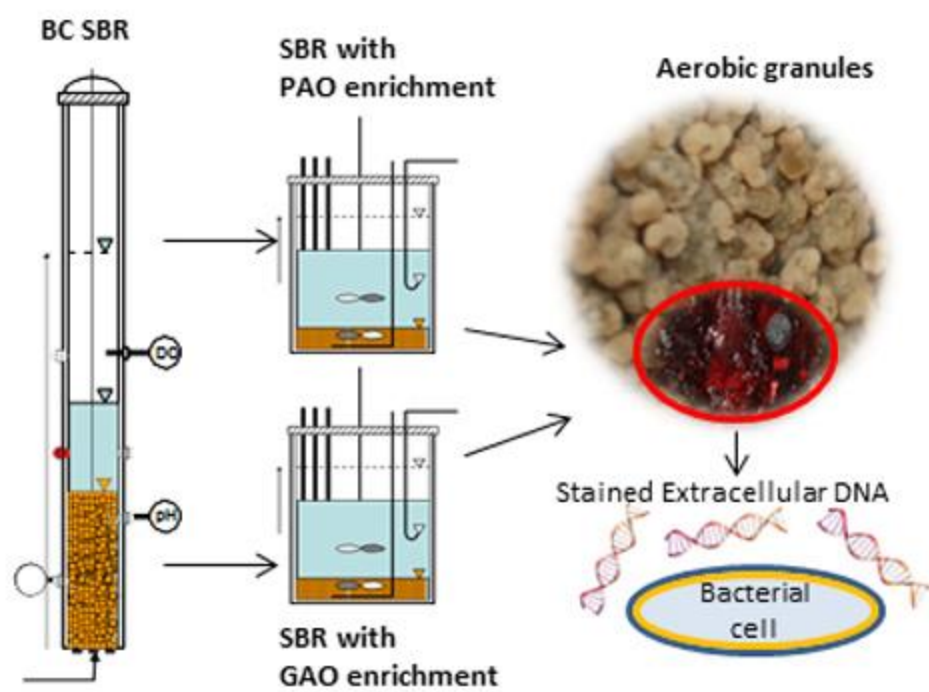 BC SBR
SBR with
PAO enrichment
Aerobic granules
DO
pH
Stained Extracellular DNA
Bacterial
cell
SBR with
GAO enrichment